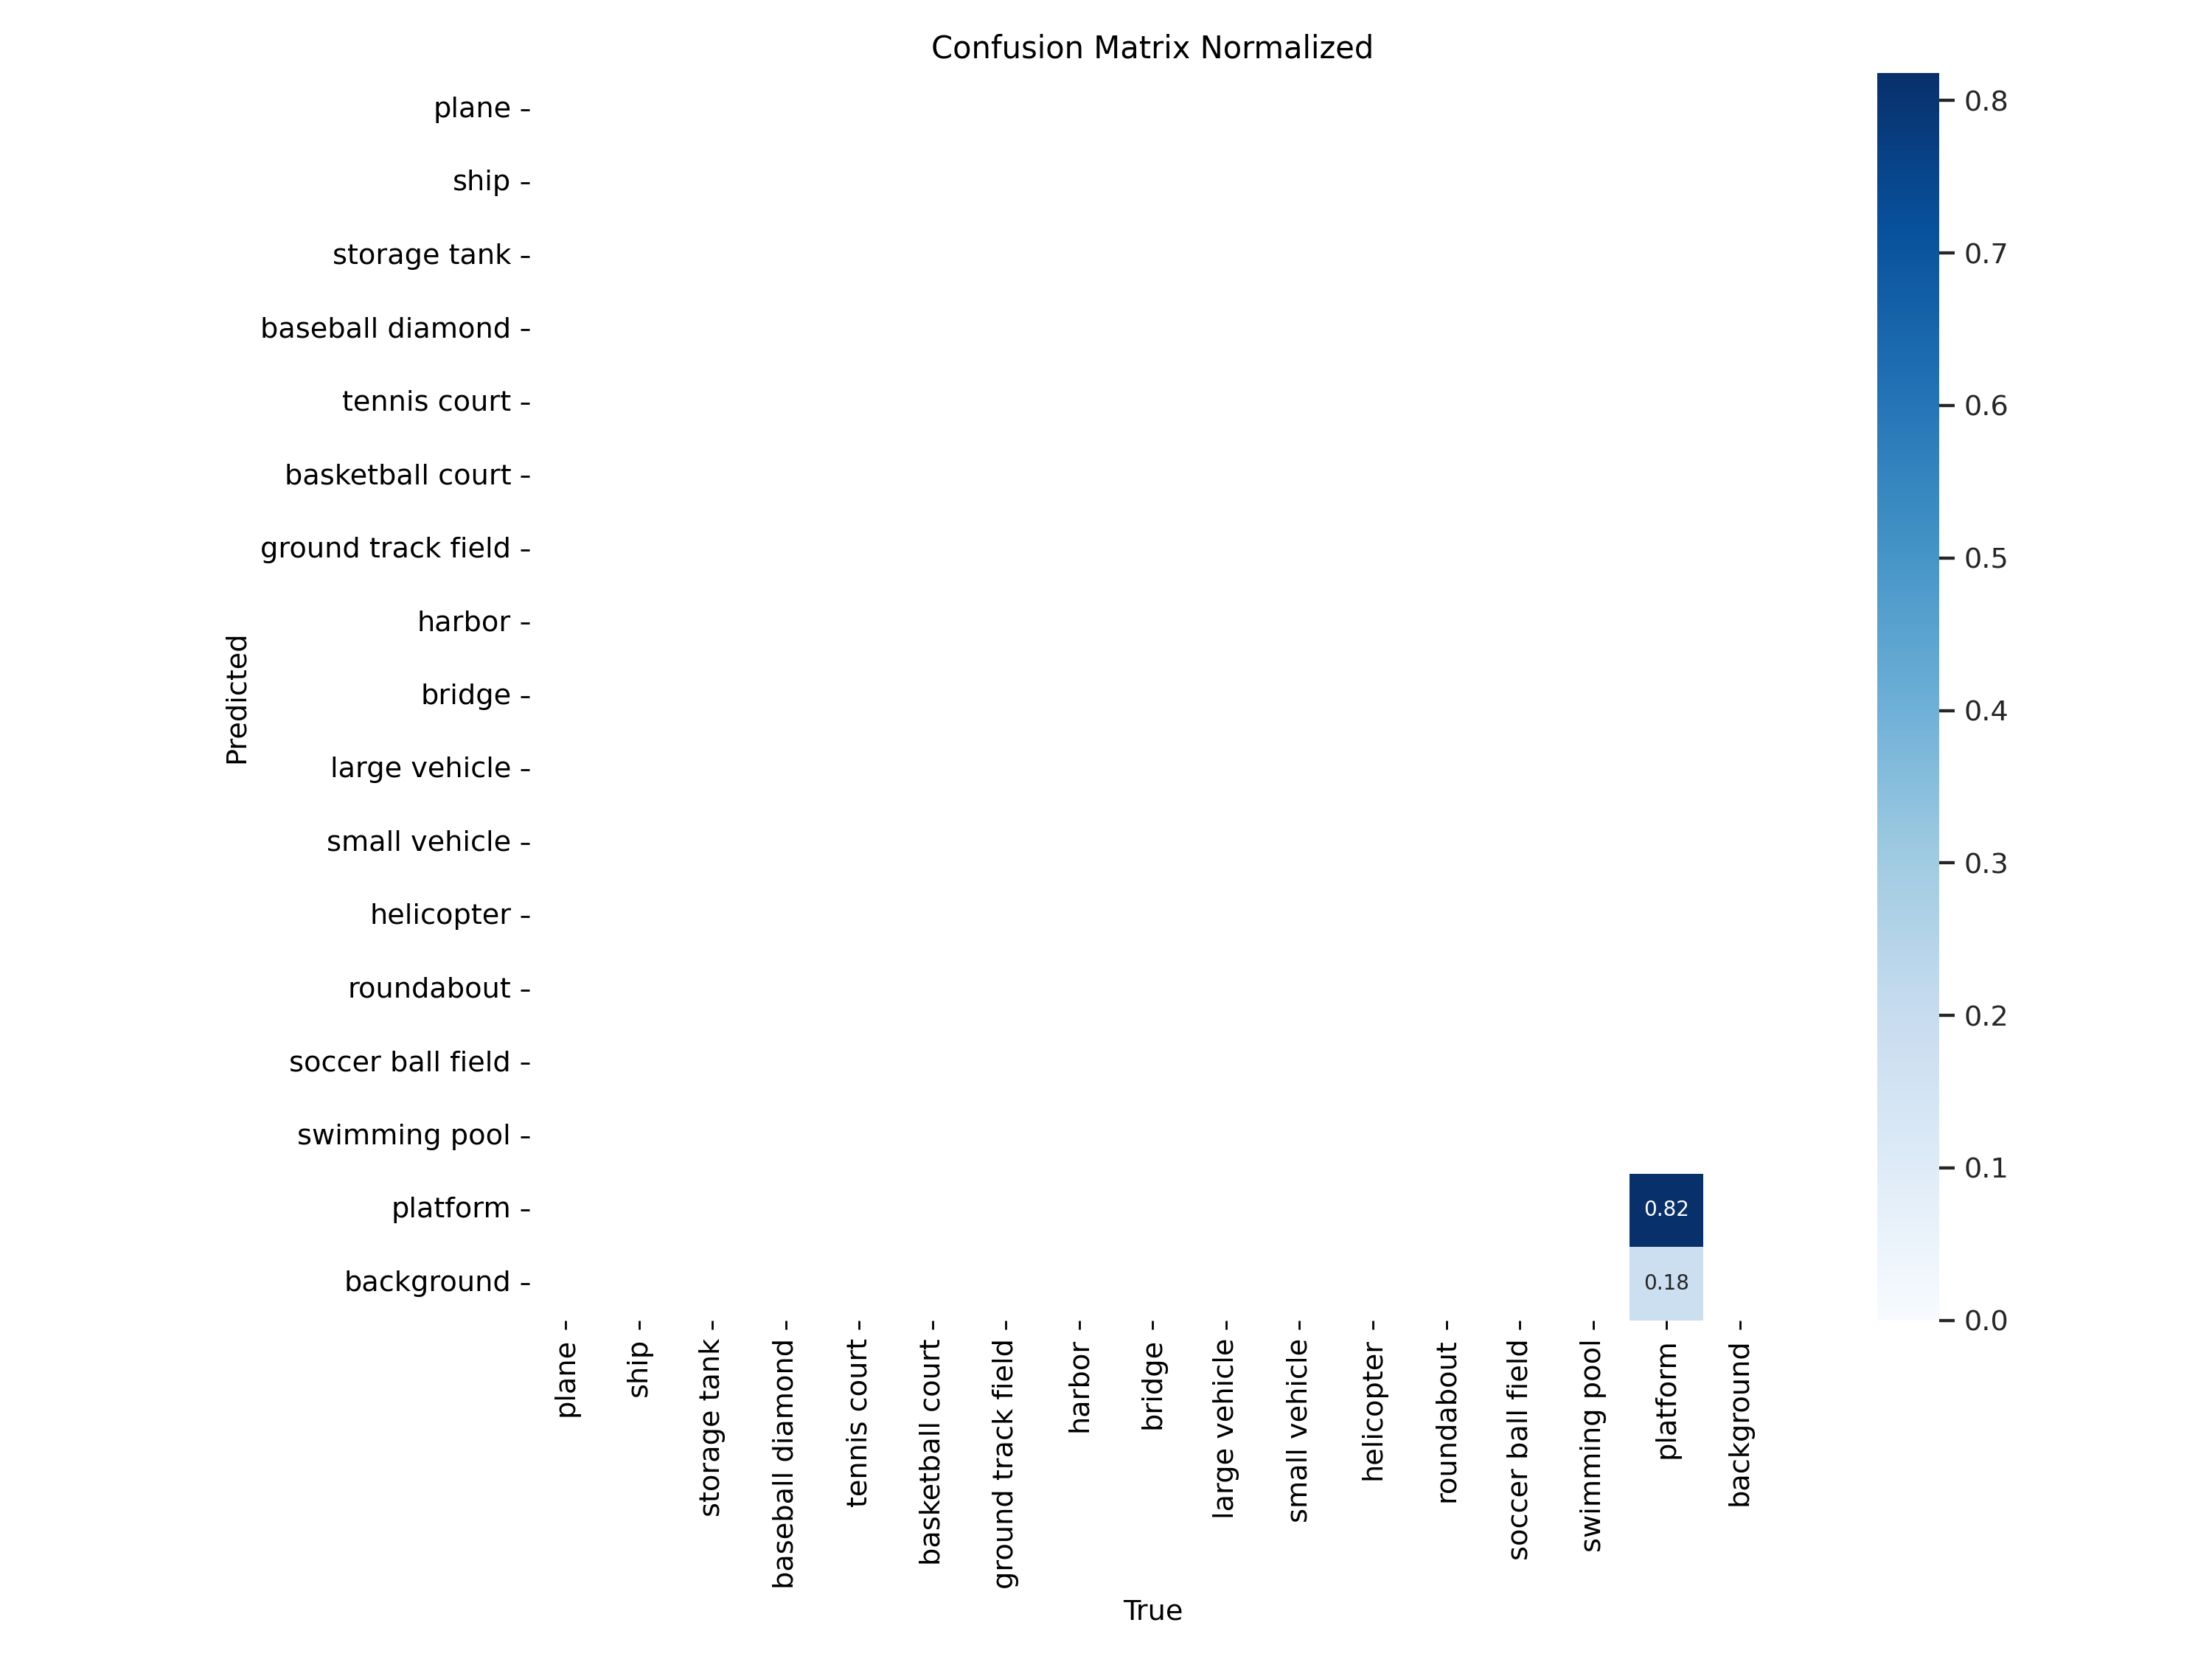 Confusion Matrix Normalized
plane
ship
storage tank
baseball diamond
tennis court
basketball court
ground track field
harbor
bridge
large vehicle
small vehicle
helicopter
roundabout
soccer ball field
swimming pool
platform
background
Predicted
0.82
0.18
plane
ship
storage tank
baseball diamond
tennis court
basketball court
ground track field
harbor
bridge
large vehicle
small vehicle
helicopter
roundabout
soccer ball field
swimming pool
platform
background
True
0.8
0.7
0.6
0.5
0.4
0.3
0.2
0.1
0.0